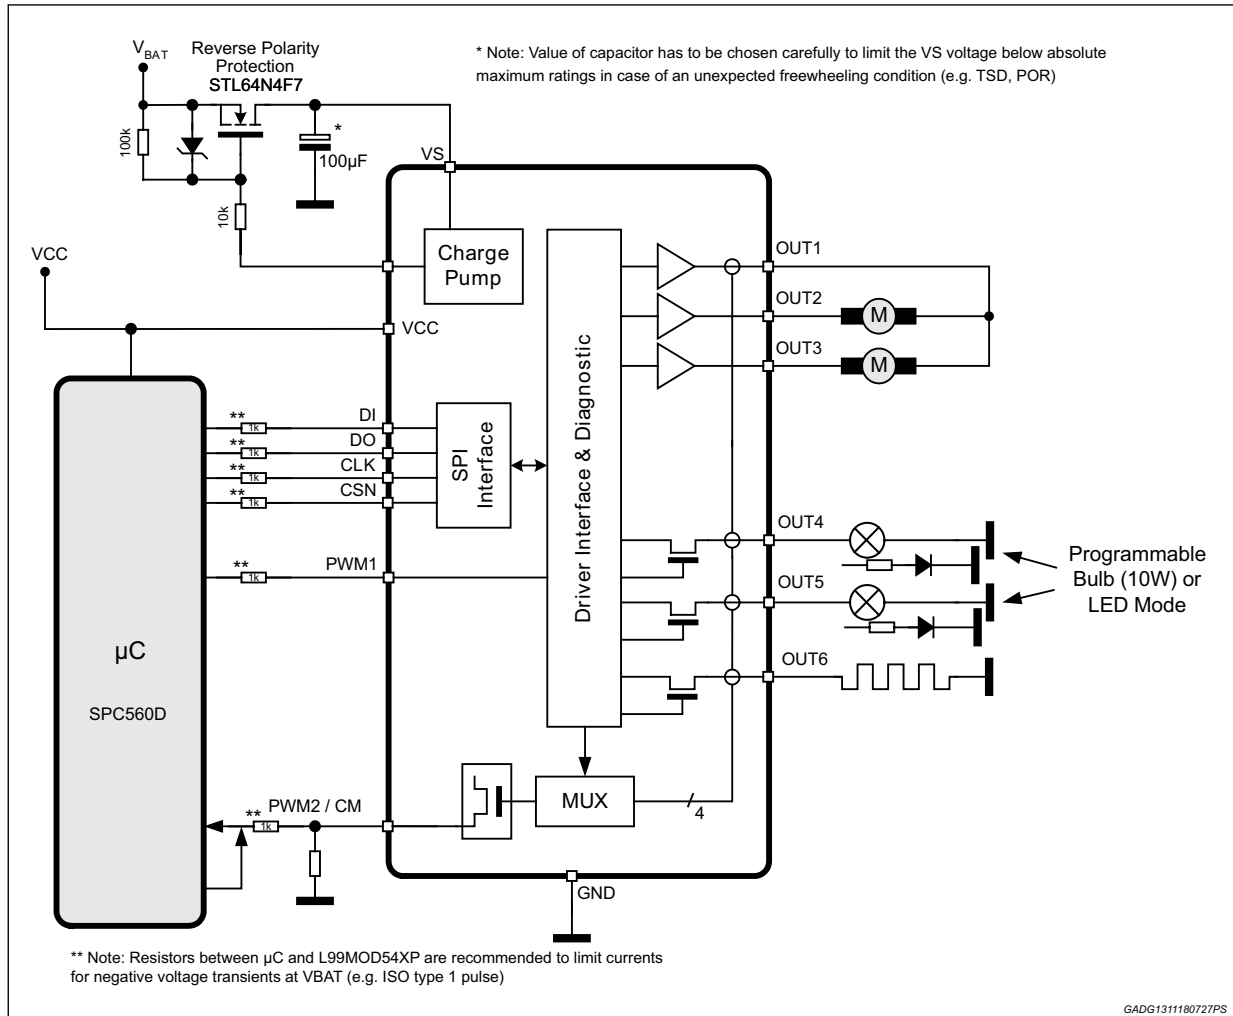 VBAT
Reverse Polarity
Protection
STL64N4F7
* Note: Value of capacitor has to be chosen carefully to limit the VS voltage below absolute
maximum ratings in case of an unexpected freewheeling condition (e.g. TSD, POR)
100k
*
100µF
VS
10k
VCC
Charge
Pump
VCC
OUT1
OUT2
M
OUT3
M
Driver Interface & Diagnostic
SPI
Interface
** 1k DI
** 1k DO
** 1k CLK
** 1k CSN
** 1k PWM1
µC
SPC560D
OUT4
OUT5
OUT6
Programmable
Bulb (10W) or
LED Mode
MUX
4
** 1k PWM2 / CM
GND
** Note: Resistors between µC and L99MOD54XP are recommended to limit currents
for negative voltage transients at VBAT (e.g. ISO type 1 pulse)
GADG1311180727PS